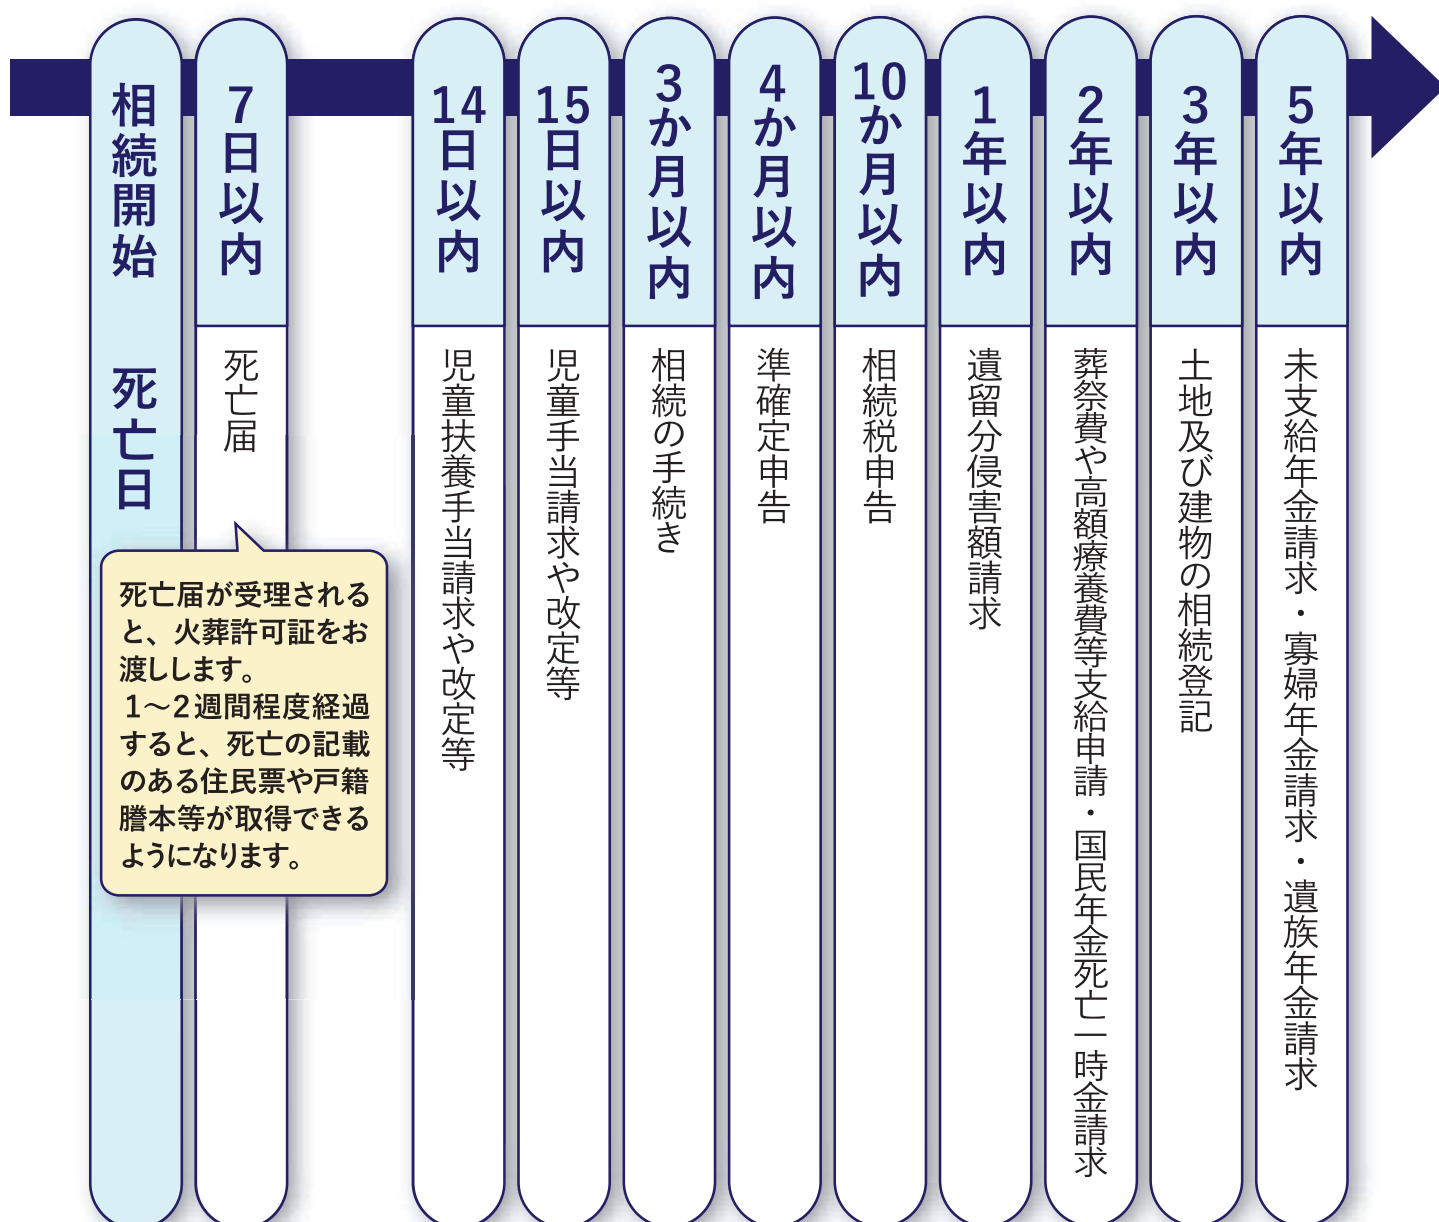 相続開始 死亡日
7日以内
死亡届
死亡届が受理される
と、火葬許可証をお
渡しします。
1～2週間程度経過
すると、死亡の記載
のある住民票や戸籍
謄本等が取得できる
ようになります。
14日以内
児童扶養手当請求や改定等
15日以内
児童手当請求や改定等
3か月以内
相続の手続き
4か月以内
準確定申告
10か月以内
相続税申告
1年以内
遺留分侵害額請求
2年以内
葬祭費や高額療養費等支給申請・国民年金死亡一時金請求
3年以内
土地及び建物の相続登記
5年以内
未支給年金請求・寡婦年金請求・遺族年金請求